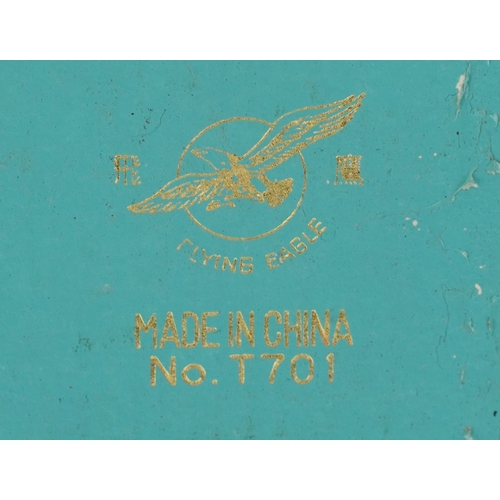 飛 鷹
FLYING EAGLE
MADE IN CHINA
No. T701